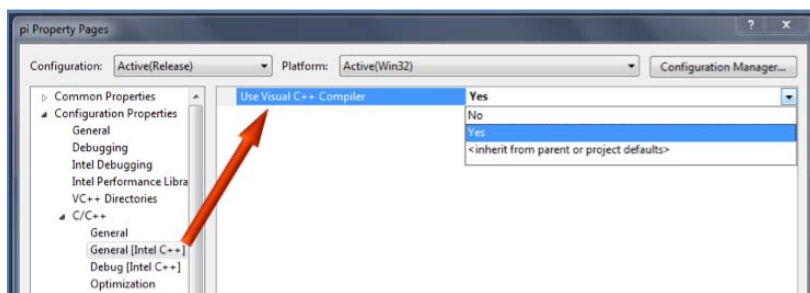 pi Property Pages
Configuration: Active(Release) Platform: Active(Win32) Configuration Manager...
Common Properties
Configuration Properties
General
Debugging
Intel Debugging
Intel Performance Libra
VC++ Directories
C/C++
General
General [Intel C++]
Debug [Intel C++]
Optimization
Use Visual C++ Compiler Yes
No
Yes
<inherit from parent or project defaults>